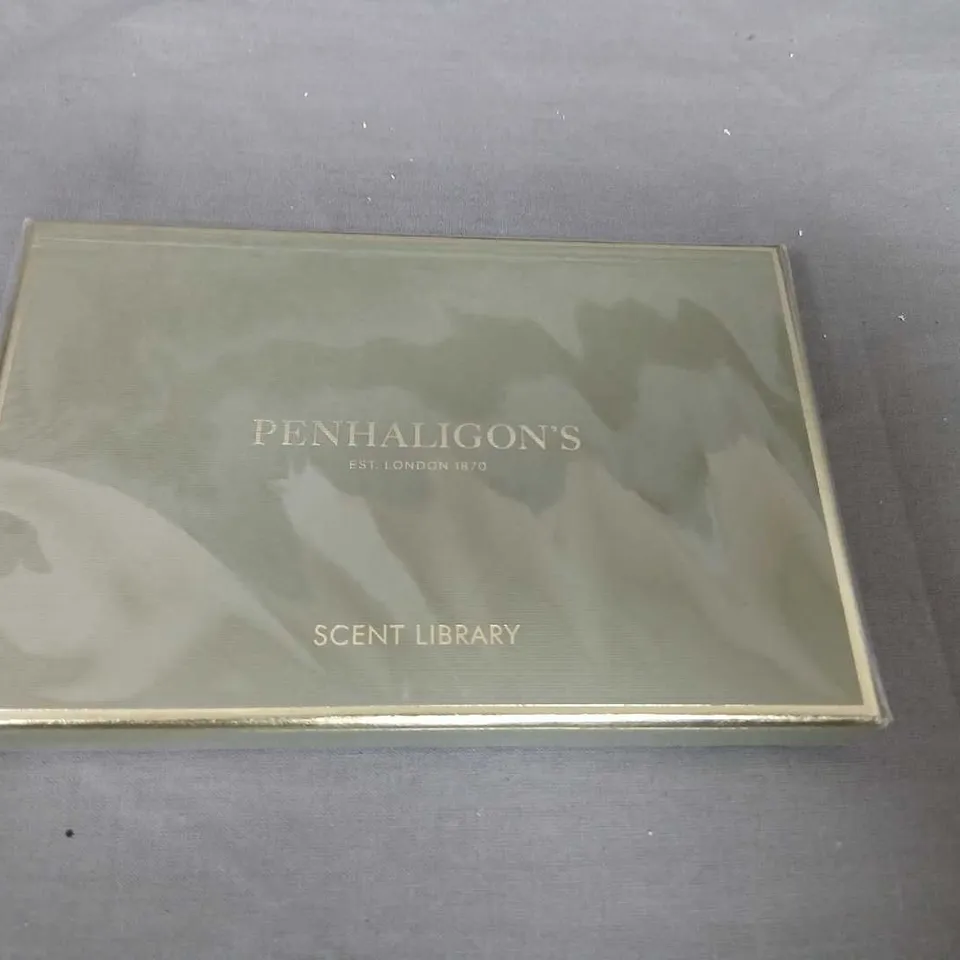 PENHALIGON'S
EST. LONDON 1870
SCENT LIBRARY